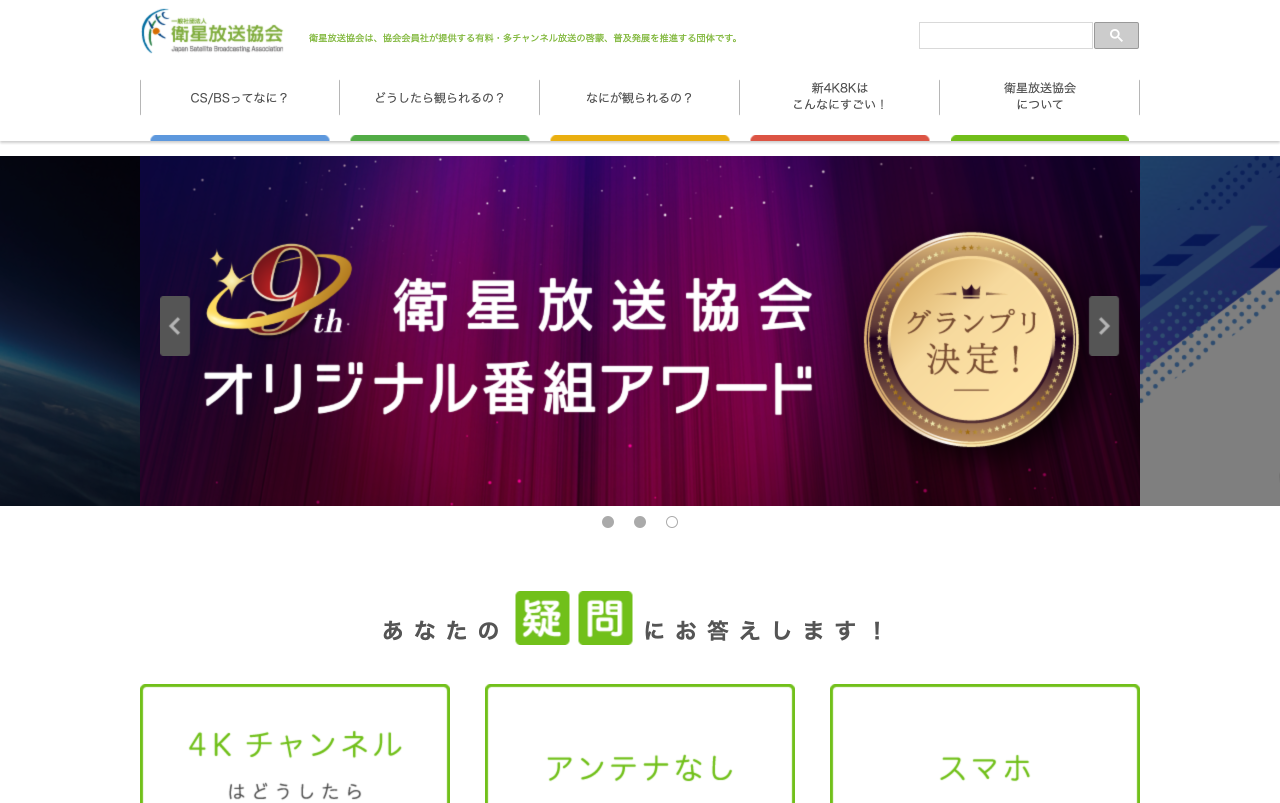 一般社団法人
衛星放送協会
Japan Satellite Broadcasting Association
衛星放送協会は、協会会員社が提供する有料・多チャンネル放送の啓蒙、普及発展を推進する団体です。
CS/BSってなに？
どうしたら観られるの？
なにが観られるの？
新4K8Kは
こんなにすごい！
衛星放送協会
について
9th
衛星放送協会
オリジナル番組アワード
グランプリ
決定！
あなたの疑問にお答えします！
4K チャンネル
はどうしたら
アンテナなし
スマホ